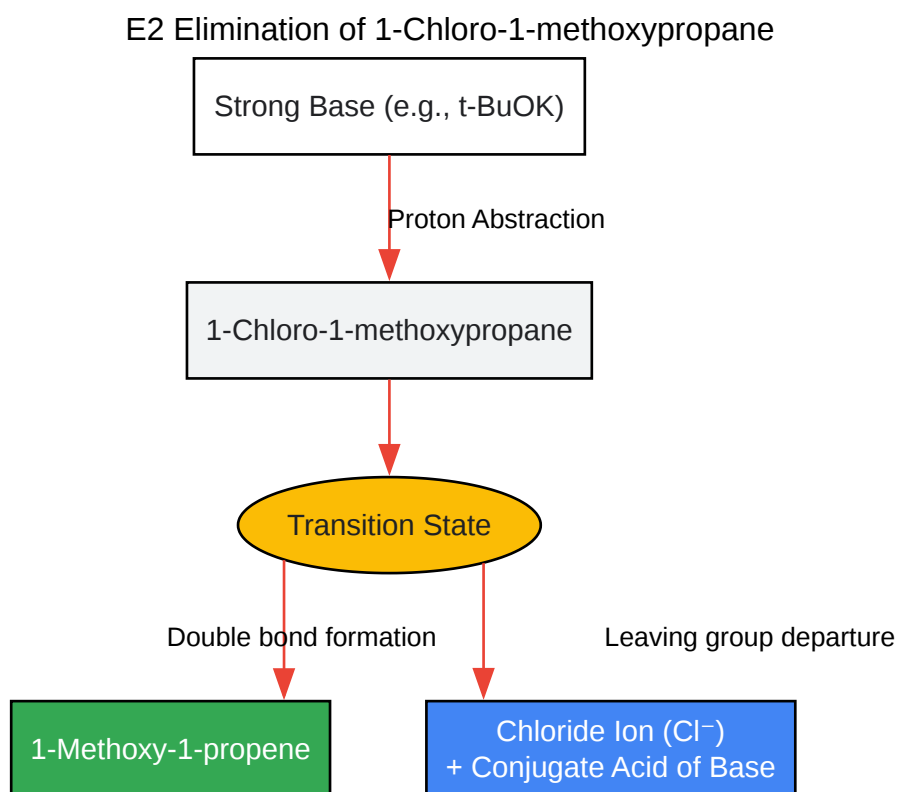 E2 Elimination of 1-Chloro-1-methoxypropane
Strong Base (e.g., t-BuOK)
Proton Abstraction
1-Chloro-1-methoxypropane
Transition State
Double bond formation
Leaving group departure
1-Methoxy-1-propene
Chloride Ion (Cl⁻)
+ Conjugate Acid of Base